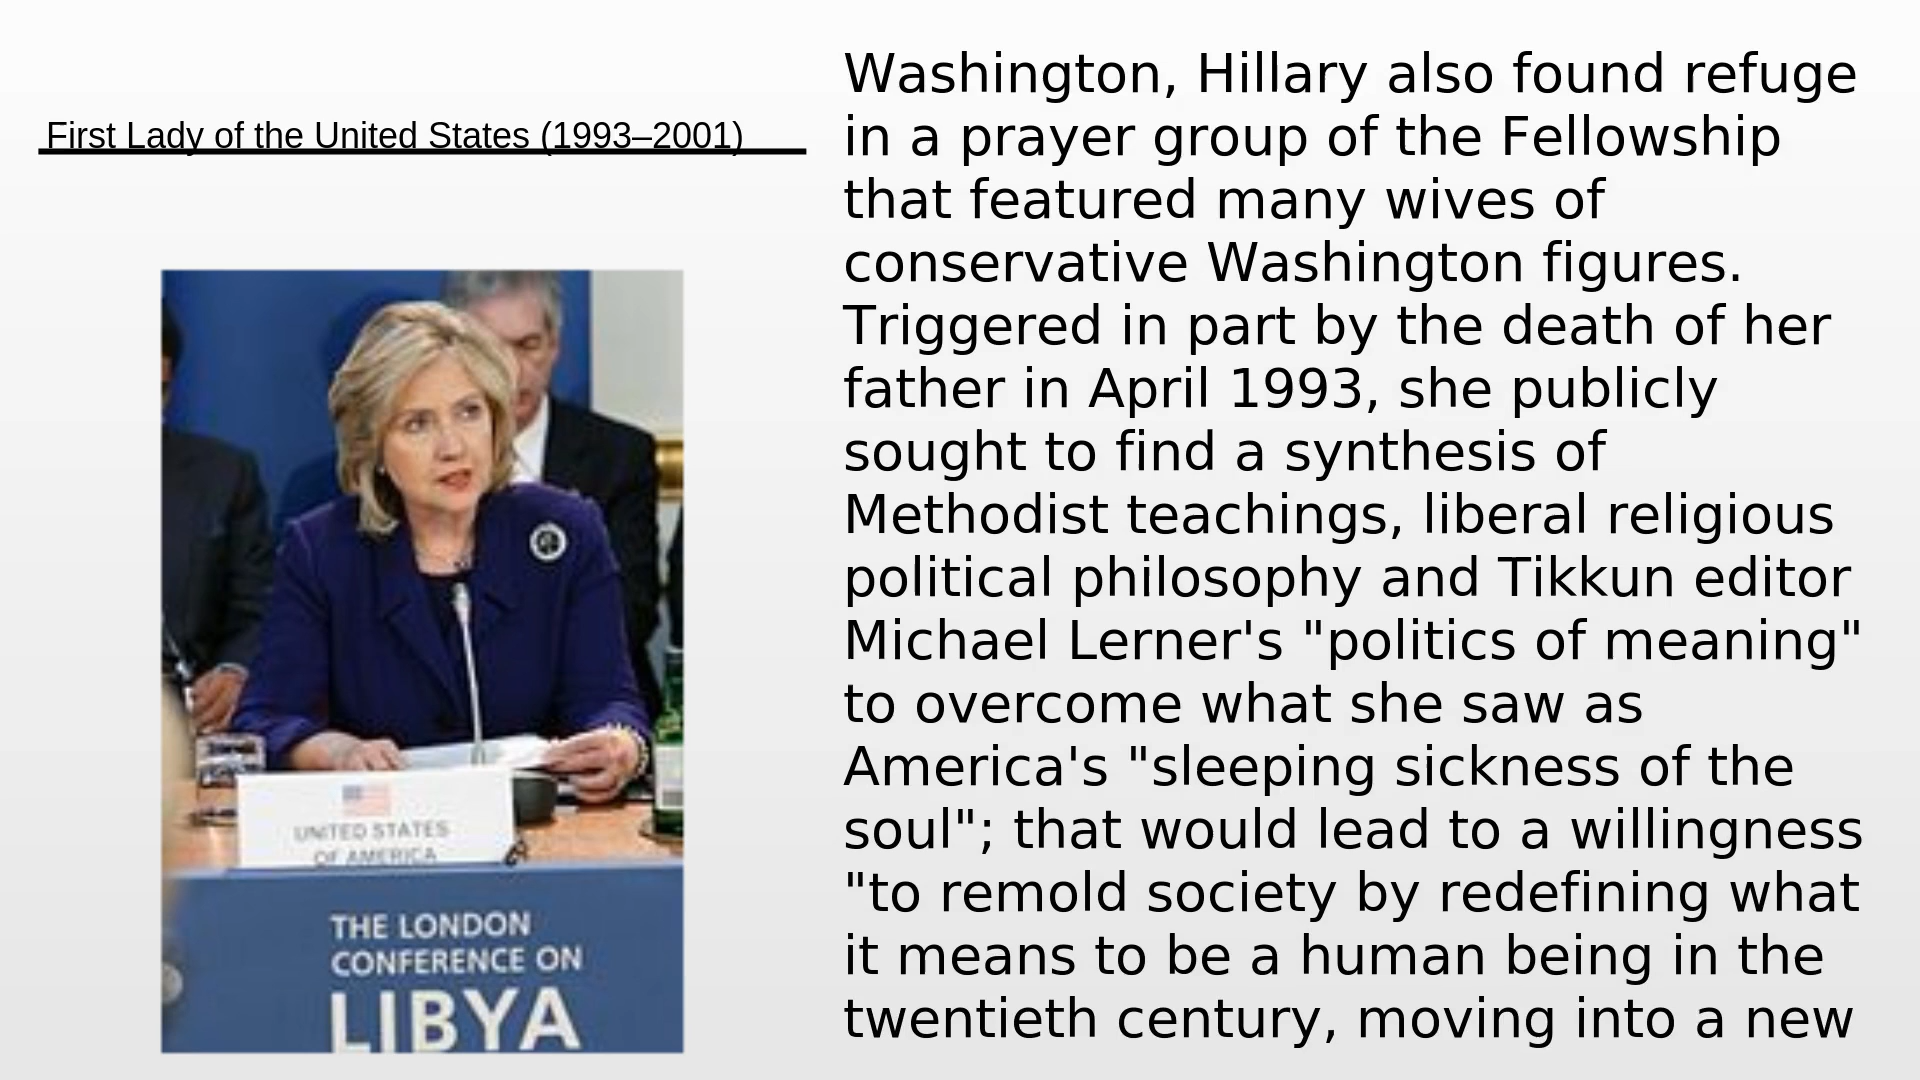 First Lady of the United States (1993–2001)
Washington, Hillary also found refuge
in a prayer group of the Fellowship
that featured many wives of
conservative Washington figures.
Triggered in part by the death of her
father in April 1993, she publicly
sought to find a synthesis of
Methodist teachings, liberal religious
political philosophy and Tikkun editor
Michael Lerner's "politics of meaning"
to overcome what she saw as
America's "sleeping sickness of the
soul"; that would lead to a willingness
"to remold society by redefining what
it means to be a human being in the
twentieth century, moving into a new
UNITED STATES
OF AMERICA
THE LONDON
CONFERENCE ON
LIBYA